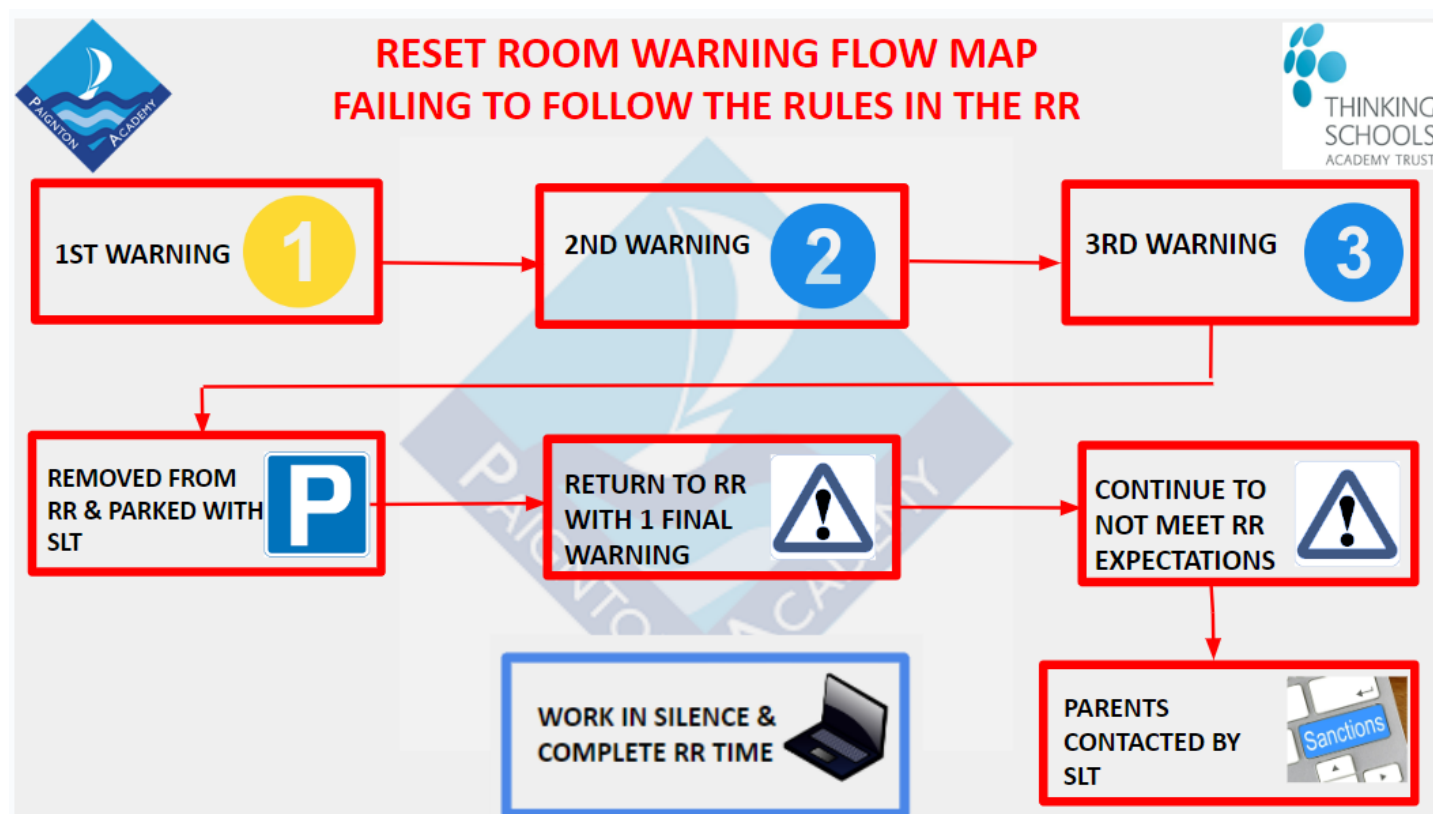 RESET ROOM WARNING FLOW MAP
FAILING TO FOLLOW THE RULES IN THE RR
PAIGNTON ACADEMY
THINKING
SCHOOLS
ACADEMY TRUST
1ST WARNING
1
2ND WARNING
2
3RD WARNING
3
REMOVED FROM
RR & PARKED WITH
SLT
P
RETURN TO RR
WITH 1 FINAL
WARNING
!
CONTINUE TO
NOT MEET RR
EXPECTATIONS
!
PAIGNTON ACADEMY
WORK IN SILENCE &
COMPLETE RR TIME
PARENTS
CONTACTED BY
SLT
Sanctions